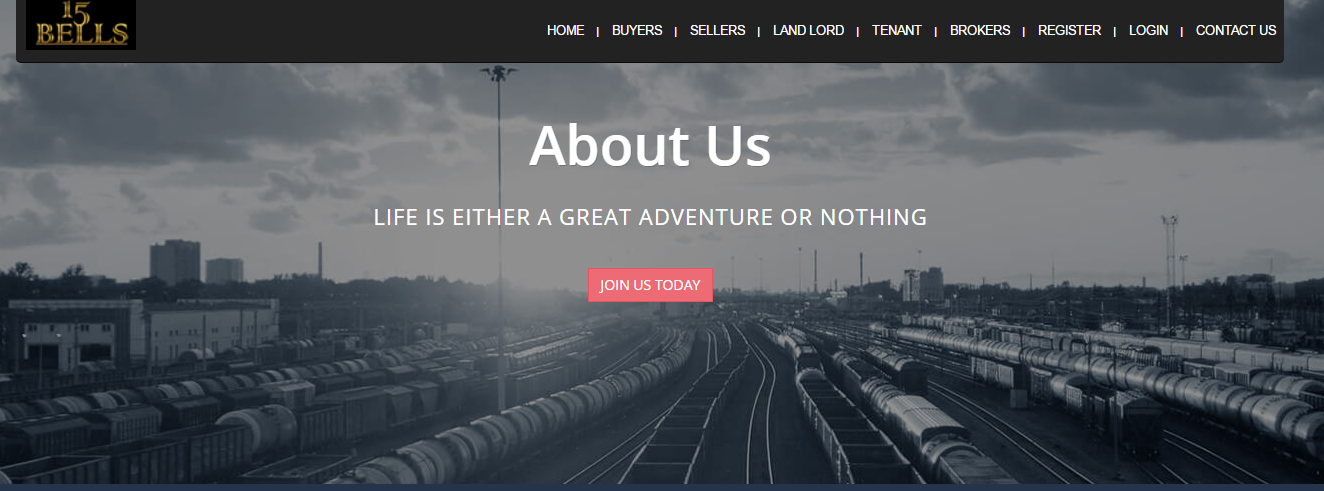 15
BELLS
HOME | BUYERS | SELLERS | LAND LORD | TENANT | BROKERS | REGISTER | LOGIN | CONTACT US
About Us
LIFE IS EITHER A GREAT ADVENTURE OR NOTHING
JOIN US TODAY